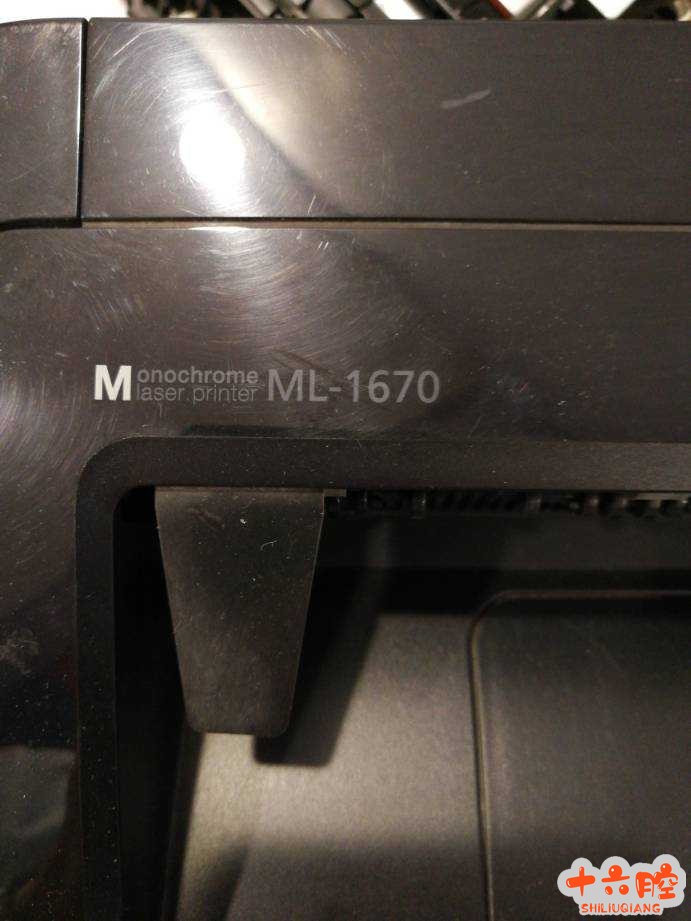 Monochrome
laser printer ML-1670
十六腔
SHILIUQIANG